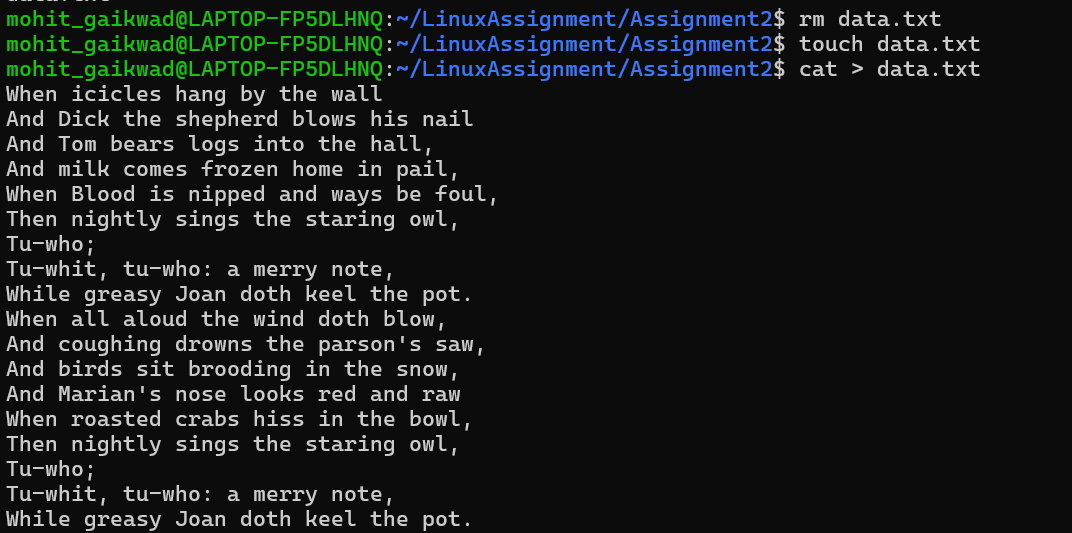 mohit_gaikwad@LAPTOP-FP5DLHNQ:~/LinuxAssignment/Assignment2$ rm data.txt
mohit_gaikwad@LAPTOP-FP5DLHNQ:~/LinuxAssignment/Assignment2$ touch data.txt
mohit_gaikwad@LAPTOP-FP5DLHNQ:~/LinuxAssignment/Assignment2$ cat > data.txt
When icicles hang by the wall
And Dick the shepherd blows his nail
And Tom bears logs into the hall,
And milk comes frozen home in pail,
When Blood is nipped and ways be foul,
Then nightly sings the staring owl,
Tu-who;
Tu-whit, tu-who: a merry note,
While greasy Joan doth keel the pot.
When all aloud the wind doth blow,
And coughing drowns the parson's saw,
And birds sit brooding in the snow,
And Marian's nose looks red and raw
When roasted crabs hiss in the bowl,
Then nightly sings the staring owl,
Tu-who;
Tu-whit, tu-who: a merry note,
While greasy Joan doth keel the pot.